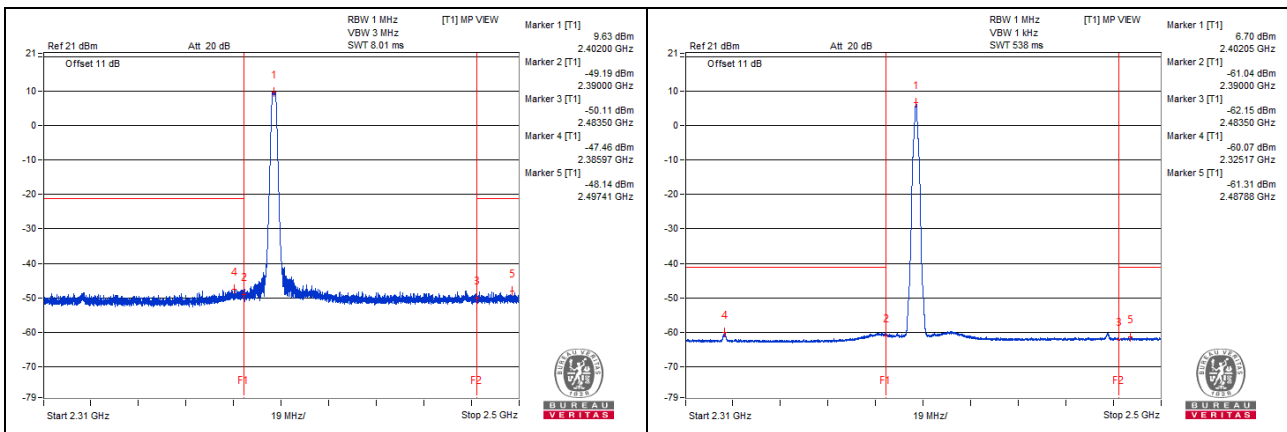 RBW 1 MHz [T1] MP VIEW
VBW 3 MHz
Ref 21 dBm Att 20 dB SWT 8.01 ms
Offset 11 dB
21
10
0
-10
-20
-30
-40
-50
-60
-70
-79
1
4
2
3
5
F1
F2
Start 2.31 GHz 19 MHz/ Stop 2.5 GHz
Marker 1 [T1]
9.63 dBm
2.40200 GHz
Marker 2 [T1]
-49.19 dBm
2.39000 GHz
Marker 3 [T1]
-50.11 dBm
2.48350 GHz
Marker 4 [T1]
-47.46 dBm
2.38597 GHz
Marker 5 [T1]
-48.14 dBm
2.49741 GHz
BUREAU VERITAS
1828
BUREAU
VERITAS
RBW 1 MHz [T1] MP VIEW
VBW 1 kHz
Ref 21 dBm Att 20 dB SWT 538 ms
Offset 11 dB
21
10
0
-10
-20
-30
-40
-50
-60
-70
-79
1
4
2
3
5
F1
F2
Start 2.31 GHz 19 MHz/ Stop 2.5 GHz
Marker 1 [T1]
6.70 dBm
2.40205 GHz
Marker 2 [T1]
-61.04 dBm
2.39000 GHz
Marker 3 [T1]
-62.15 dBm
2.48350 GHz
Marker 4 [T1]
-60.07 dBm
2.32517 GHz
Marker 5 [T1]
-61.31 dBm
2.48788 GHz
BUREAU VERITAS
1828
BUREAU
VERITAS